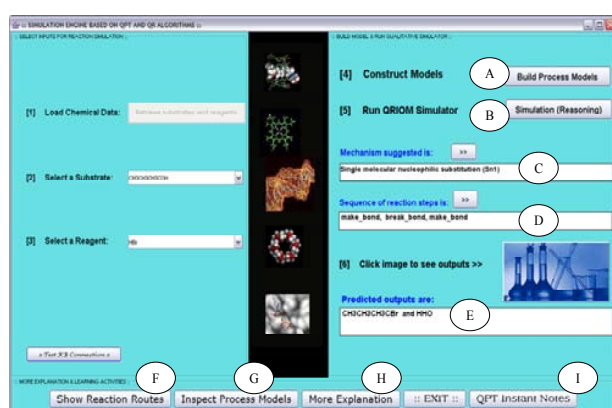 :: SIMULATION ENGINE BASED ON QPT AND QR ALGORITHMS ::
:: SELECT INPUTS FOR REACTION SIMULATION ::
[1] Load Chemical Data:
Retrieve substrates and reagents
[2] Select a Substrate:
[3] Select a Reagent:
HBr
« Test KB Connection »
:: BUILD MODEL & RUN QUALITATIVE SIMULATOR ::
[4] Construct Models
A
Build Process Models
[5] Run QRIOM Simulator
B
Simulation (Reasoning)
Mechanism suggested is:
>>
Single molecular nucleophilic substitution (Sn1)
C
Sequence of reaction steps is:
>>
make_bond, break_bond, make_bond
D
[6] Click image to see outputs >>
Predicted outputs are:
CH3CH3CH3CBr and HHO
E
:: MORE EXPLANATION & LEARNING ACTIVITIES ::
F
G
H
I
Show Reaction Routes
Inspect Process Models
More Explanation
:: EXIT ::
QPT Instant Notes